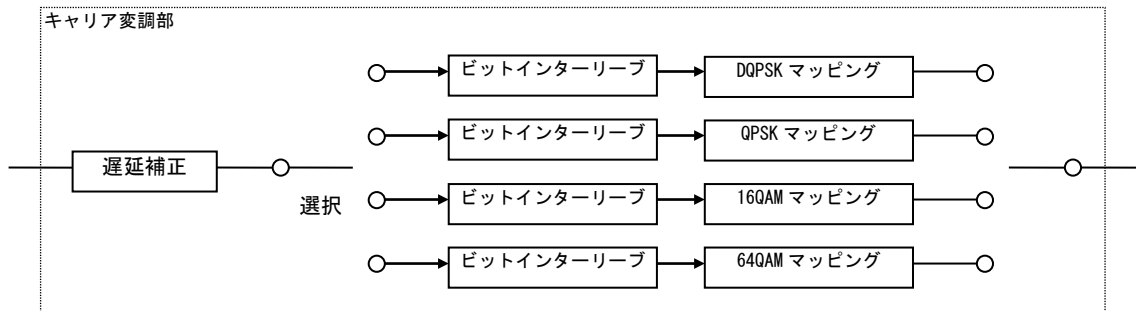 キャリア変調部
ビットインターリーブ
DQPSK マッピング
ビットインターリーブ
QPSK マッピング
遅延補正
選択
ビットインターリーブ
16QAM マッピング
ビットインターリーブ
64QAM マッピング